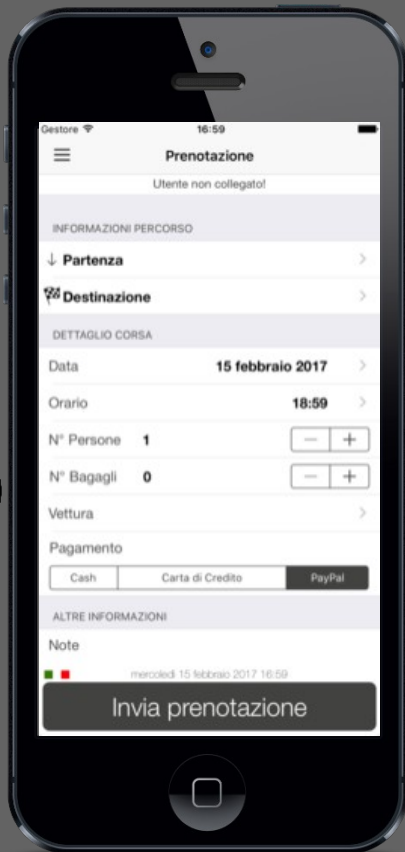 Gestore 16:59
Prenotazione
Utente non collegato!
INFORMAZIONI PERCORSO
Partenza
Destinazione
DETTAGLIO CORSA
Data 15 febbraio 2017
Orario 18:59
N° Persone 1 − +
N° Bagagli 0 − +
Vettura
Pagamento
Cash Carta di Credito PayPal
ALTRE INFORMAZIONI
Note
mercoledì 15 febbraio 2017 16:59
Invia prenotazione